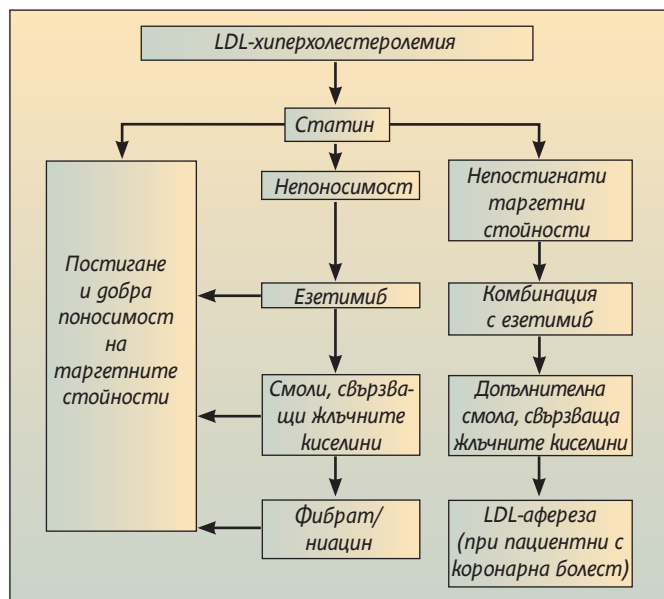 LDL-хиперхолестеролемия
Статин
Постигане
и добра
поносимост
на
таргетните
стойности
Непоносимост
Езетимиб
Смоли, свързва-
щи жлъчните
киселини
Фибрат/
ниацин
Непостигнати
таргетни
стойности
Комбинация
с езетимиб
Допълнителна
смола, свързваща
жлъчните киселини
LDL-афереза
(при пациентни с
коронарна болест)